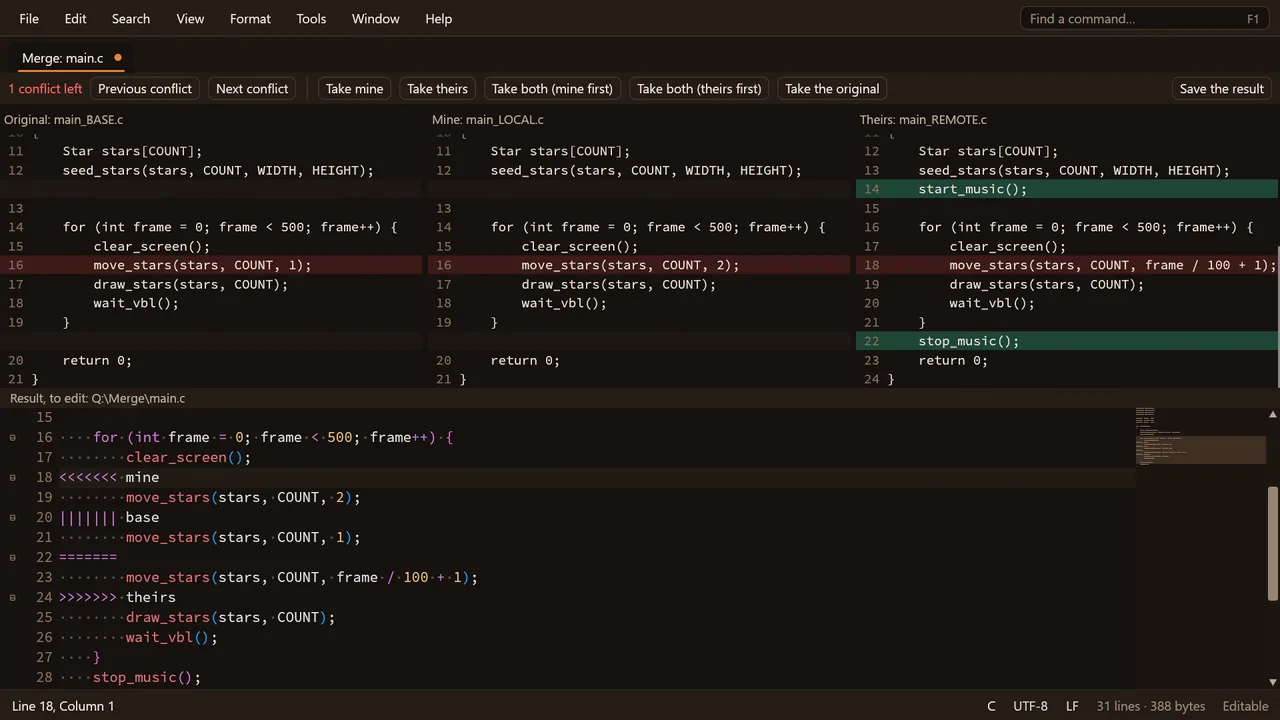 File Edit Search View Format Tools Window Help Find a command... F1
Merge: main.c
1 conflict left Previous conflict Next conflict Take mine Take theirs Take both (mine first) Take both (theirs first) Take the original Save the result
Original: main_BASE.c
11 Star stars[COUNT];
12 seed_stars(stars, COUNT, WIDTH, HEIGHT);
13
14 for (int frame = 0; frame < 500; frame++) {
15 clear_screen();
16 move_stars(stars, COUNT, 1);
17 draw_stars(stars, COUNT);
18 wait_vbl();
19 }
20 return 0;
21 }
Mine: main_LOCAL.c
11 Star stars[COUNT];
12 seed_stars(stars, COUNT, WIDTH, HEIGHT);
13
14 for (int frame = 0; frame < 500; frame++) {
15 clear_screen();
16 move_stars(stars, COUNT, 2);
17 draw_stars(stars, COUNT);
18 wait_vbl();
19 }
20 return 0;
21 }
Theirs: main_REMOTE.c
12 Star stars[COUNT];
13 seed_stars(stars, COUNT, WIDTH, HEIGHT);
14 start_music();
15
16 for (int frame = 0; frame < 500; frame++) {
17 clear_screen();
18 move_stars(stars, COUNT, frame / 100 + 1);
19 draw_stars(stars, COUNT);
20 wait_vbl();
21 }
22 stop_music();
23 return 0;
24 }
Result, to edit: Q:\Merge\main.c
15
16 ····for·(int·frame·=·0;·frame·<·500;·frame++)·{
17 ········clear_screen();
18 <<<<<<<·mine
19 ········move_stars(stars,·COUNT,·2);
20 |||||||·base
21 ········move_stars(stars,·COUNT,·1);
22 =======
23 ········move_stars(stars,·COUNT,·frame·/·100·+·1);
24 >>>>>>>·theirs
25 ········draw_stars(stars,·COUNT);
26 ········wait_vbl();
27 ····}
28 ····stop_music();
Line 18, Column 1 C UTF-8 LF 31 lines · 388 bytes Editable